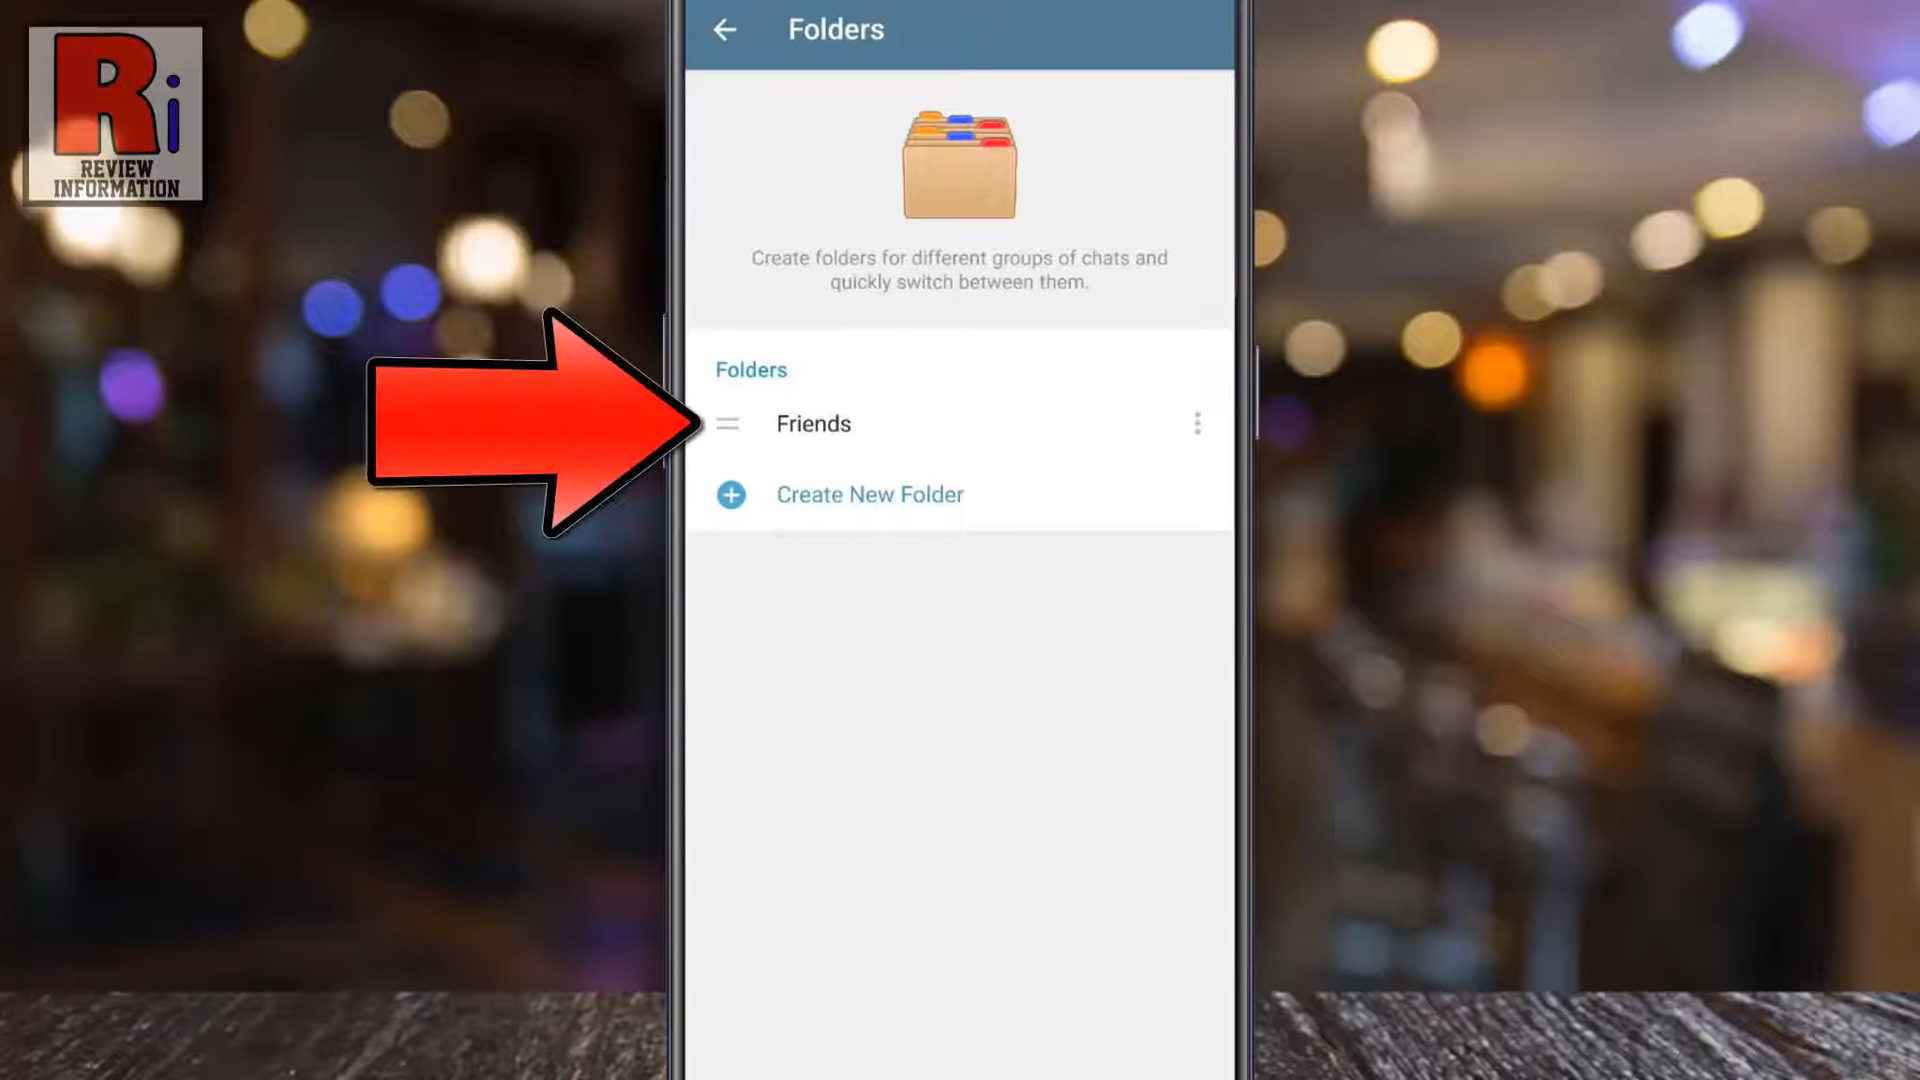 Ri
REVIEW
INFORMATION
Folders
Create folders for different groups of chats and
quickly switch between them.
Folders
Friends
Create New Folder